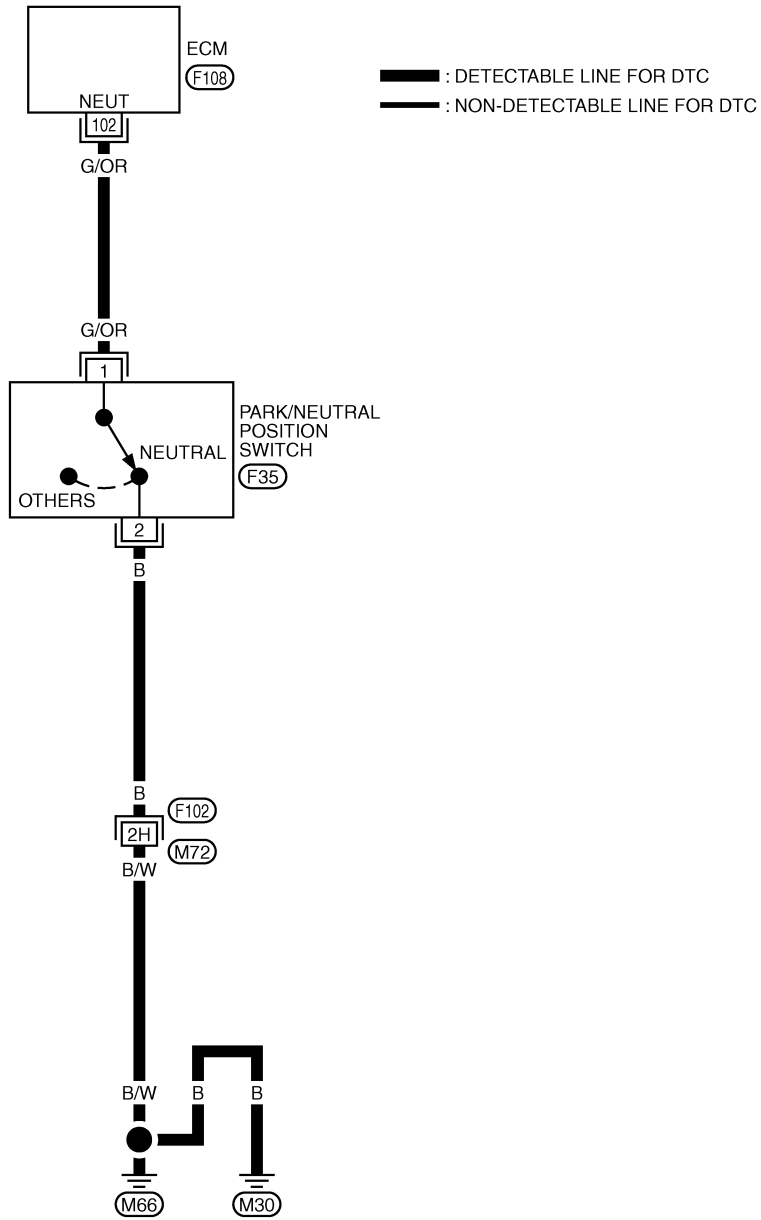 ECM
F108
NEUT
102
: DETECTABLE LINE FOR DTC
: NON-DETECTABLE LINE FOR DTC
G/OR
G/OR
1
PARK/NEUTRAL
POSITION
SWITCH
F35
NEUTRAL
OTHERS
2
B
B
F102
2H
M72
B/W
B/W
B
B
M66
M30